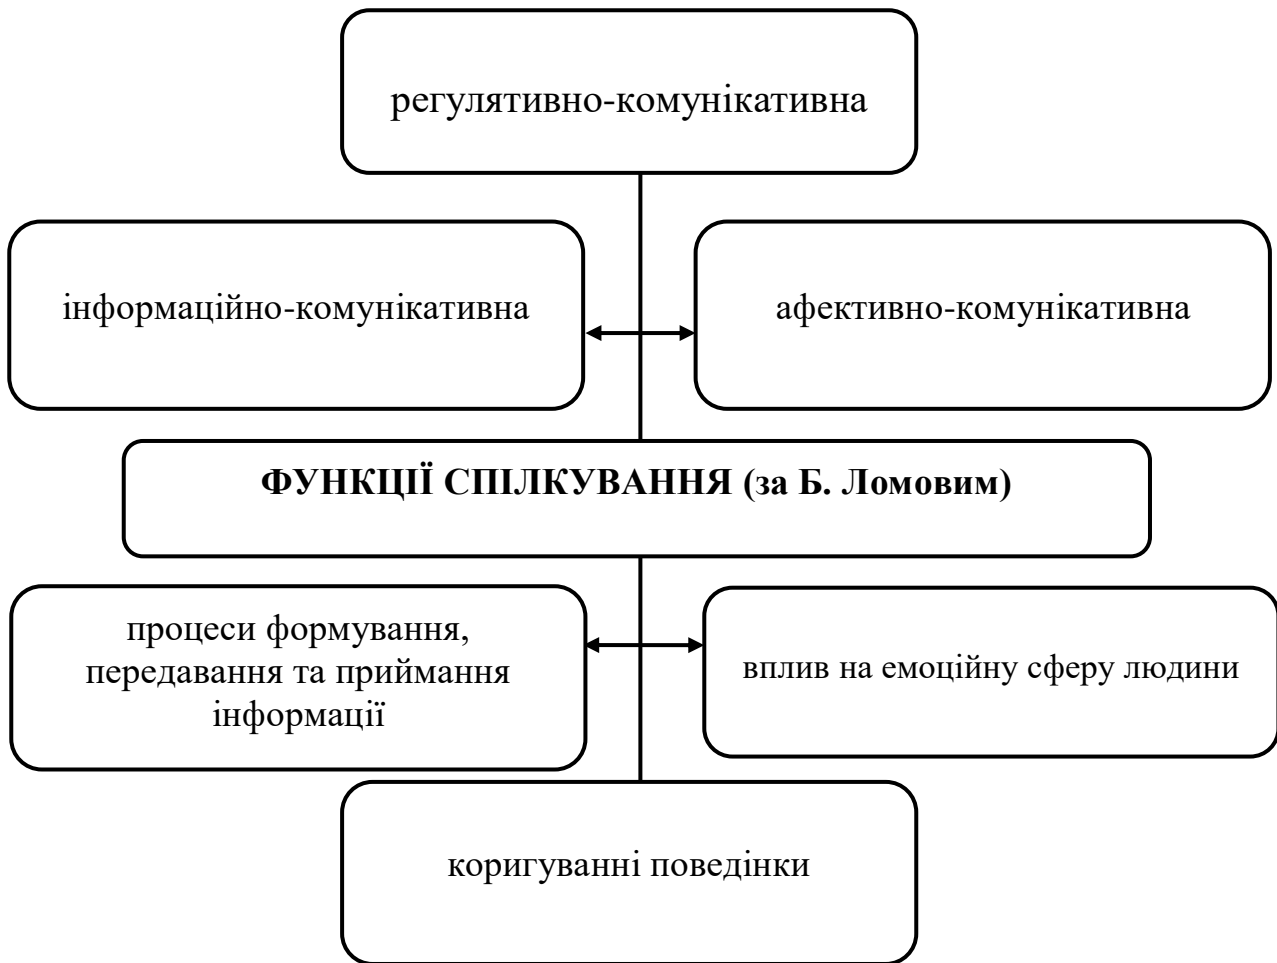 регулятивно-комунікативна
інформаційно-комунікативна
афективно-комунікативна
ФУНКЦІЇ СПІЛКУВАННЯ (за Б. Ломовим)
процеси формування,
передавання та приймання
інформації
вплив на емоційну сферу людини
коригуванні поведінки